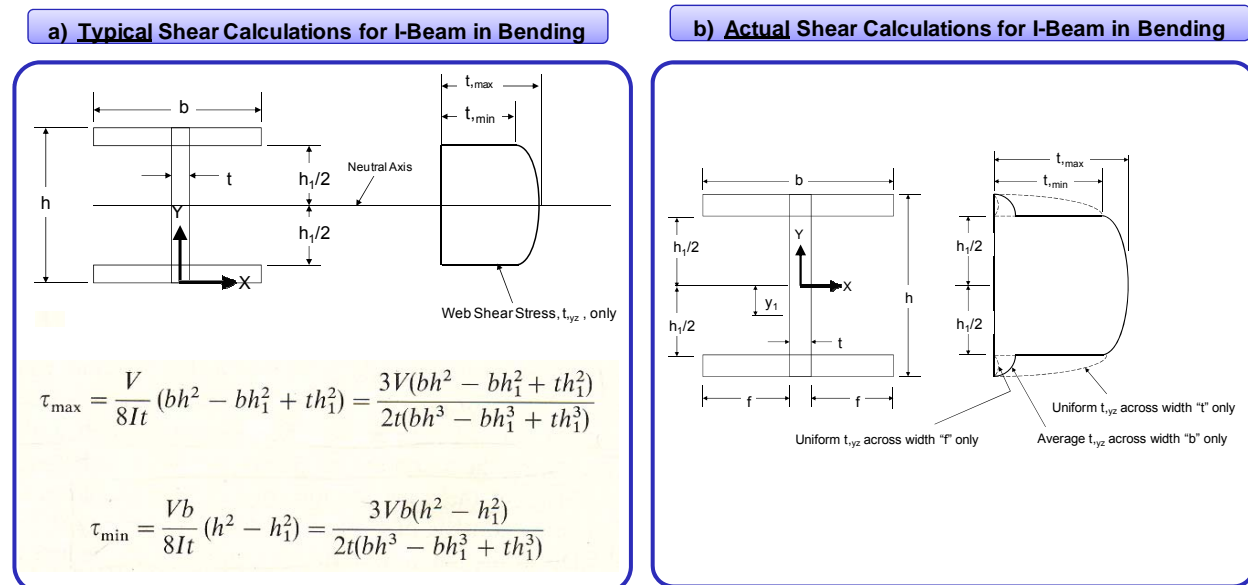 a) Typical Shear Calculations for I-Beam in Bending
b
t,max
t,min
h
t
h₁/2
h₁/2
Neutral Axis
Y
X
Web Shear Stress, t,yz , only
τmax = V/8It (bh² − bh₁² + th₁²) = 3V(bh² − bh₁² + th₁²)/2t(bh³ − bh₁³ + th₁³)
τmin = Vb/8It (h² − h₁²) = 3Vb(h² − h₁²)/2t(bh³ − bh₁³ + th₁³)
b) Actual Shear Calculations for I-Beam in Bending
t,max
t,min
b
h₁/2
h₁/2
Y
X
y₁
h
t
f
f
h₁/2
h₁/2
Uniform t,yz across width “t” only
Uniform t,yz across width “f” only
Average t,yz across width “b” only